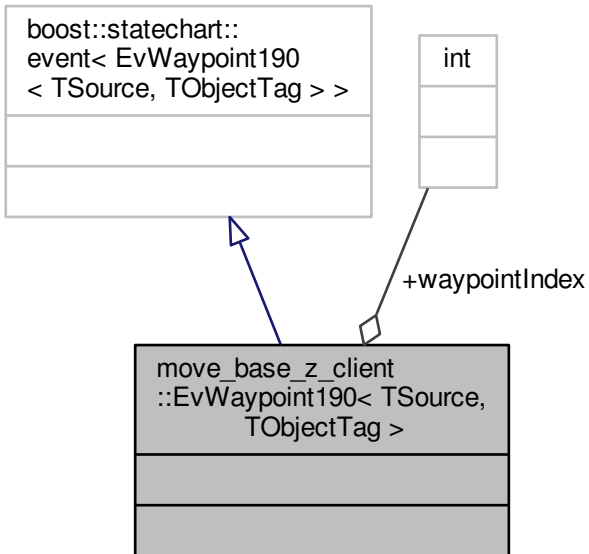 boost::statechart::
event< EvWaypoint190
< TSource, TObjectTag > >
int
+waypointIndex
move_base_z_client
::EvWaypoint190< TSource,
TObjectTag >